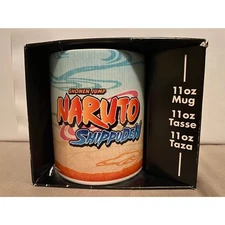 SHONEN JUMP
NARUTO
SHIPPUDEN
11oz
Mug
11oz
Tasse
11oz
Taza